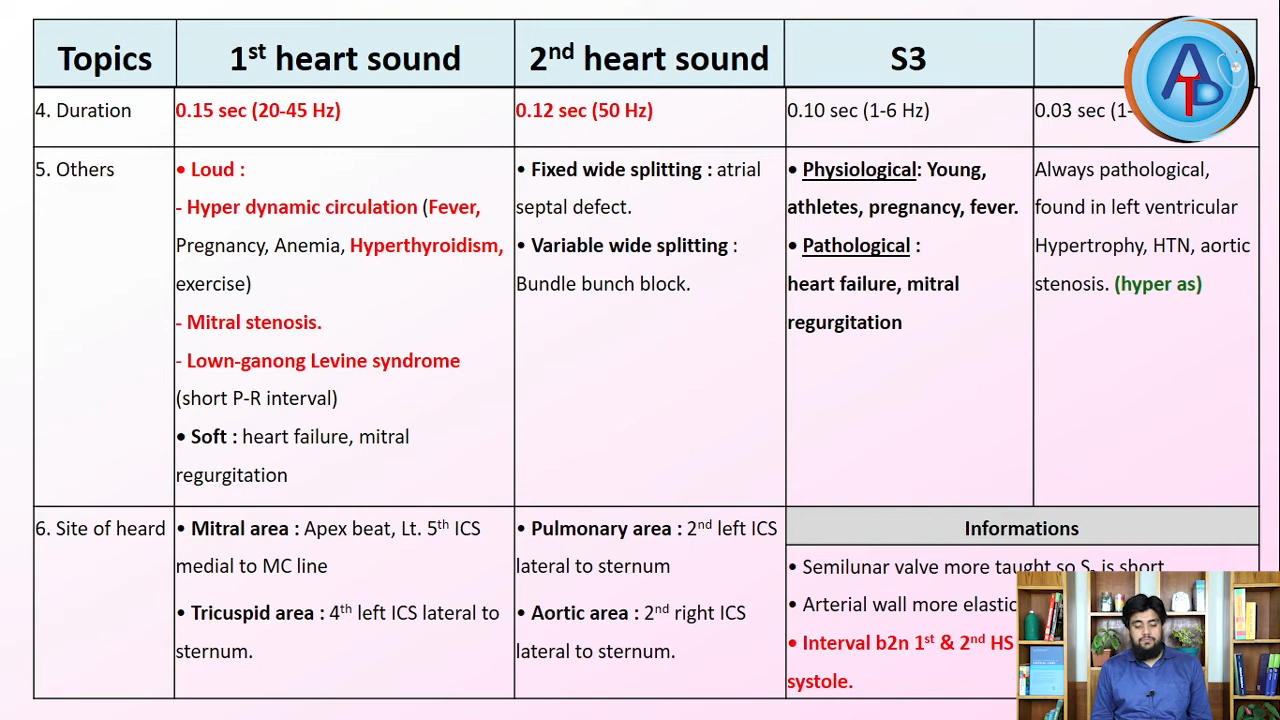 Topics 1st heart sound 2nd heart sound S3
4. Duration 0.15 sec (20-45 Hz) 0.12 sec (50 Hz) 0.10 sec (1-6 Hz) 0.03 sec (1-
5. Others
• Loud :
- Hyper dynamic circulation (Fever,
Pregnancy, Anemia, Hyperthyroidism,
exercise)
- Mitral stenosis.
- Lown-ganong Levine syndrome
(short P-R interval)
• Soft : heart failure, mitral
regurgitation
• Fixed wide splitting : atrial
septal defect.
• Variable wide splitting :
Bundle bunch block.
• Physiological: Young,
athletes, pregnancy, fever.
• Pathological :
heart failure, mitral
regurgitation
Always pathological,
found in left ventricular
Hypertrophy, HTN, aortic
stenosis. (hyper as)
6. Site of heard
• Mitral area : Apex beat, Lt. 5th ICS
medial to MC line
• Tricuspid area : 4th left ICS lateral to
sternum.
• Pulmonary area : 2nd left ICS
lateral to sternum
• Aortic area : 2nd right ICS
lateral to sternum.
Informations
• Semilunar valve more taught so S2 is short
• Arterial wall more elastic
• Interval b2n 1st & 2nd HS
systole.
ATB